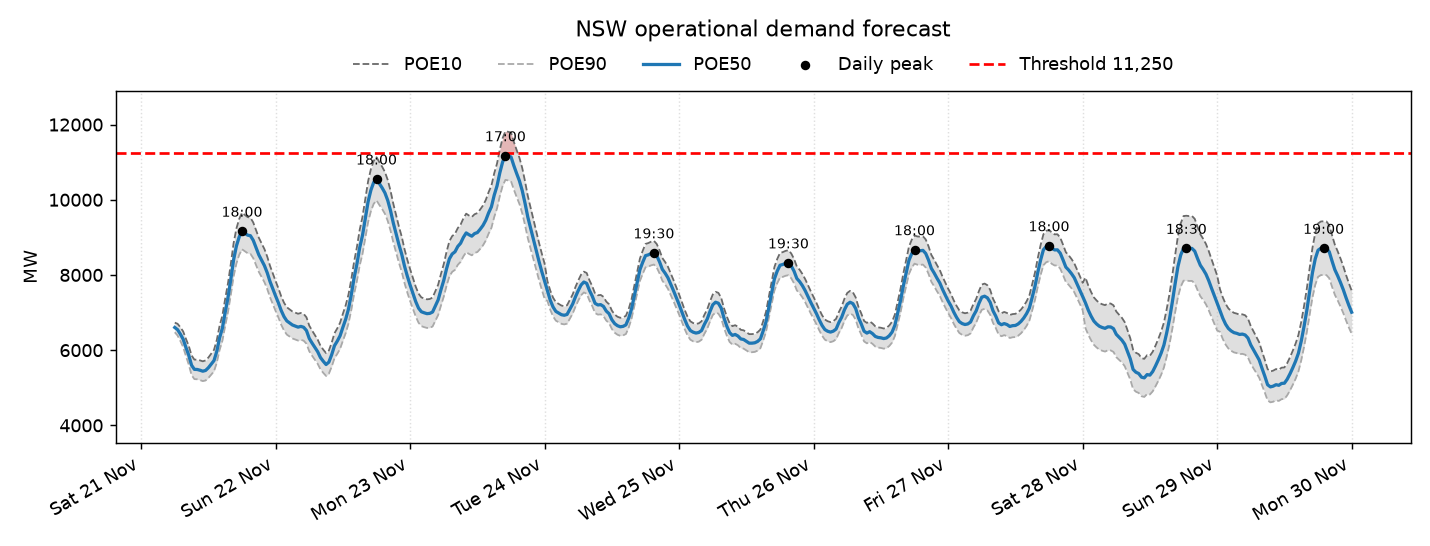 NSW operational demand forecast
POE10 POE90 POE50 Daily peak Threshold 11,250
MW
12000
10000
8000
6000
4000
18:00
18:00
17:00
19:30
19:30
18:00
18:00
18:30
19:00
Sat 21 Nov
Sun 22 Nov
Mon 23 Nov
Tue 24 Nov
Wed 25 Nov
Thu 26 Nov
Fri 27 Nov
Sat 28 Nov
Sun 29 Nov
Mon 30 Nov